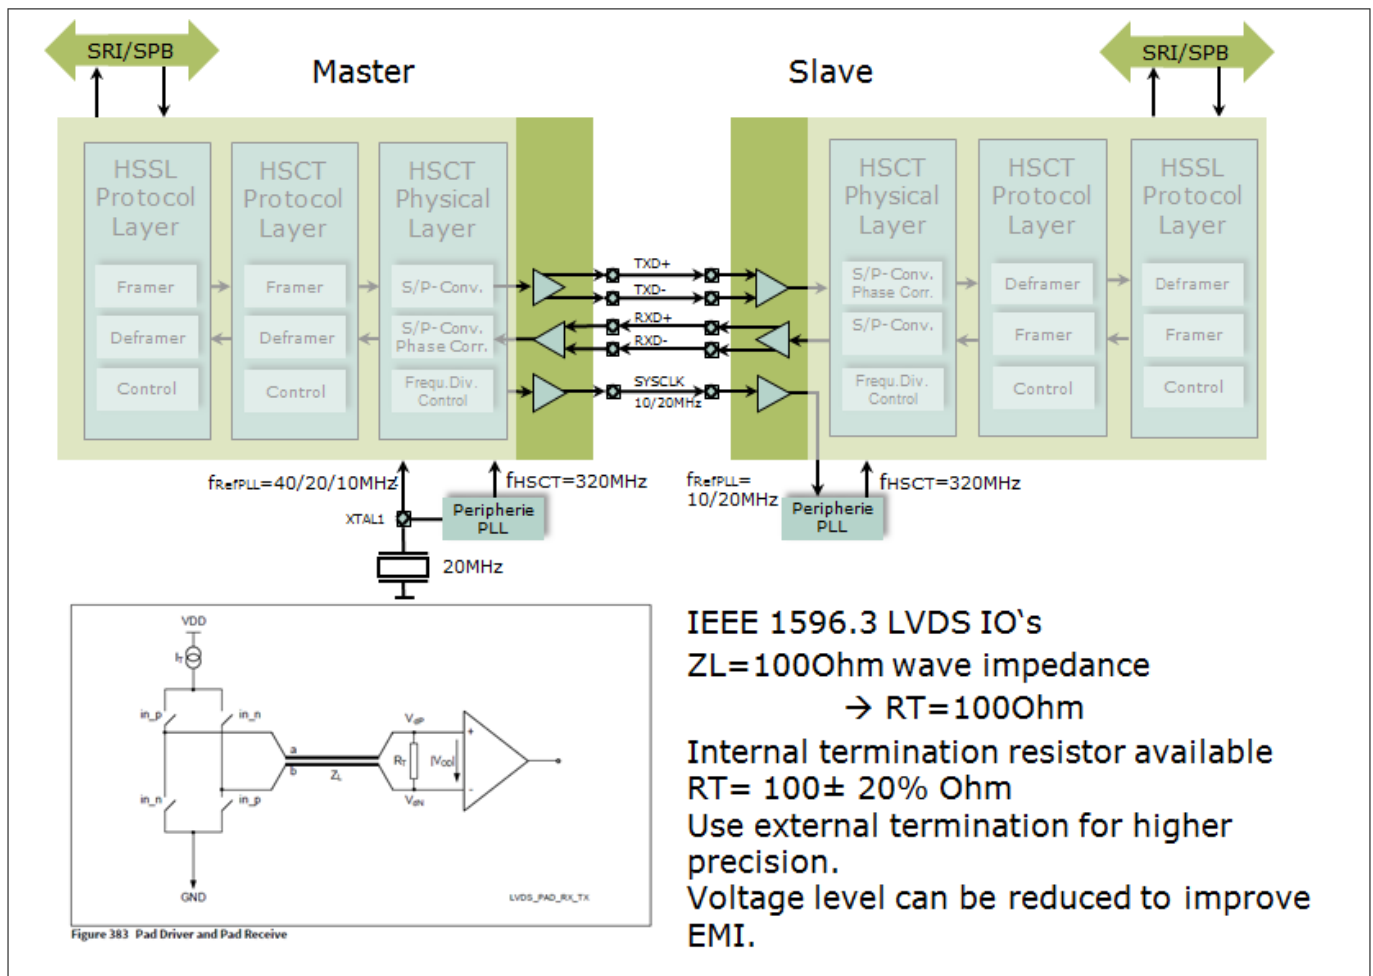 SRI/SPB
Master
Slave
SRI/SPB
HSSL
Protocol
Layer
Framer
Deframer
Control
HSCT
Protocol
Layer
Framer
Deframer
Control
HSCT
Physical
Layer
S/P-Conv.
S/P-Conv.
Phase Corr.
Frequ.Div.
Control
TXD+
TXD-
RXD+
RXD-
SYSCLK
10/20MHz
HSCT
Physical
Layer
S/P-Conv.
Phase Corr.
S/P-Conv.
Frequ.Div.
Control
HSCT
Protocol
Layer
Deframer
Framer
Control
HSSL
Protocol
Layer
Deframer
Framer
Control
fRefPLL=40/20/10MHz
fHSCT=320MHz
XTAL1
Peripherie
PLL
20MHz
fRefPLL=
10/20MHz
fHSCT=320MHz
Peripherie
PLL
VDD
IT
in_p
in_n
in_n
in_p
GND
a
b
ZL
VdP
RT
|VOD|
VdN
+
-
LVDS_PAD_RX_TX
Figure 383 Pad Driver and Pad Receive
IEEE 1596.3 LVDS IO‘s
ZL=100Ohm wave impedance
→ RT=100Ohm
Internal termination resistor available
RT= 100± 20% Ohm
Use external termination for higher
precision.
Voltage level can be reduced to improve
EMI.